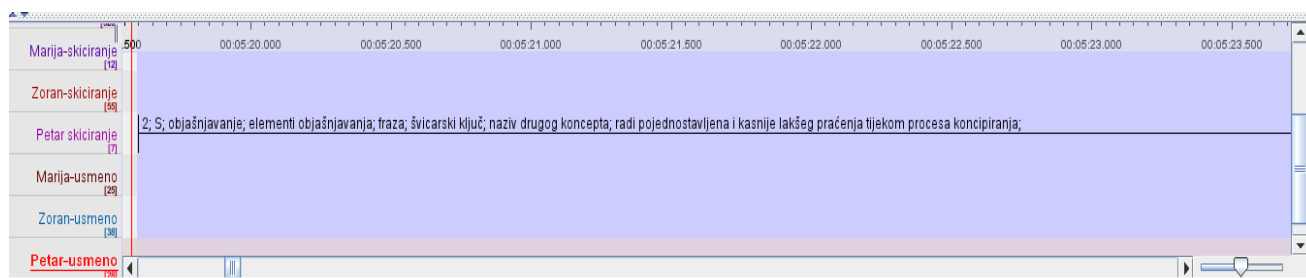 :500 00:05:20.000 00:05:20.500 00:05:21.000 00:05:21.500 00:05:22.000 00:05:22.500 00:05:23.000 00:05:23.500
Marija-skiciranje
[12]
Zoran-skiciranje
[55]
Petar skiciranje
[7]
2; S; objašnjavanje; elementi objašnjavanja; fraza; švicarski ključ; naziv drugog koncepta; radi pojednostavljena i kasnije lakšeg praćenja tijekom procesa koncipiranja;
Marija-usmeno
[25]
Zoran-usmeno
[38]
Petar-usmeno